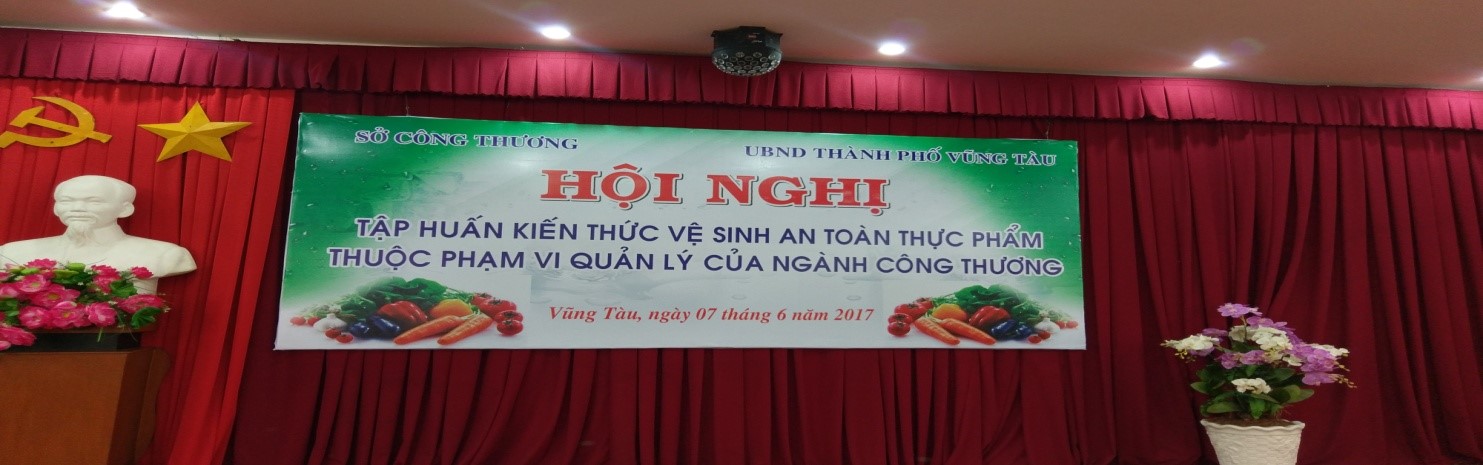 SỞ CÔNG THƯƠNG
UBND THÀNH PHỐ VŨNG TÀU
HỘI NGHỊ
TẬP HUẤN KIẾN THỨC VỆ SINH AN TOÀN THỰC PHẨM
THUỘC PHẠM VI QUẢN LÝ CỦA NGÀNH CÔNG THƯƠNG
Vũng Tàu, ngày 07 tháng 6 năm 2017